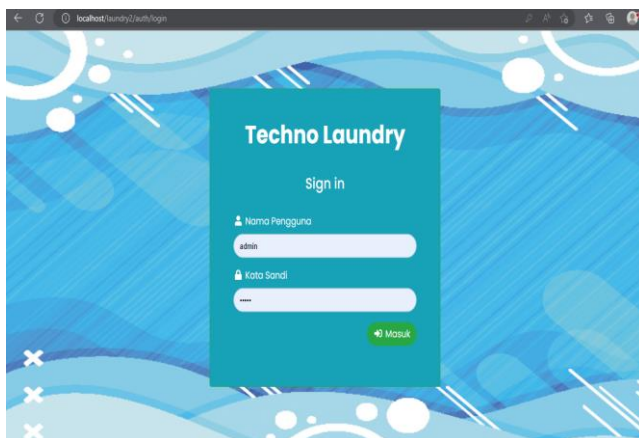 localhost/laundry2/auth/login
Techno Laundry
Sign in
Nama Pengguna
admin
Kata Sandi
•••••
Masuk